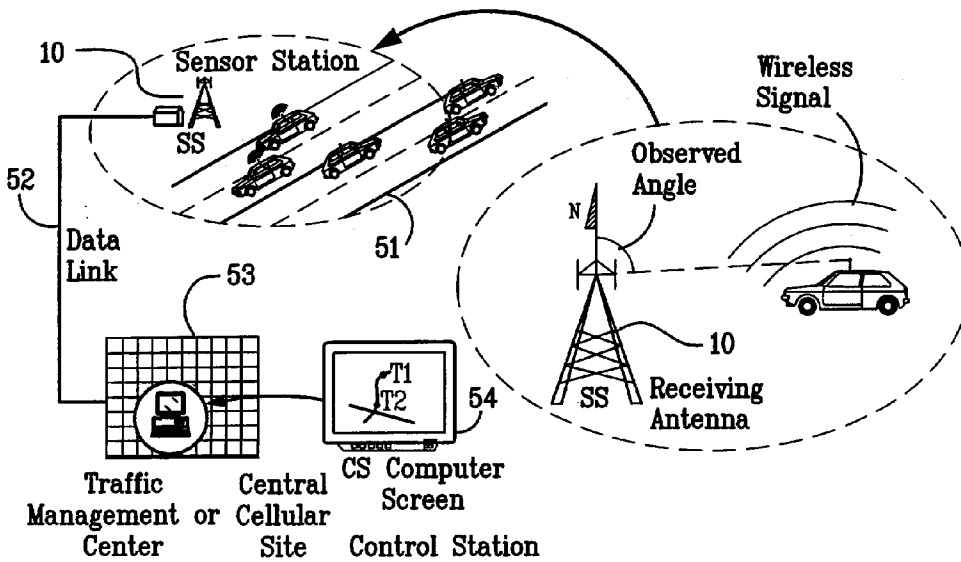 10
Sensor Station
SS
Wireless
Signal
Observed
Angle
N
52
Data
Link
51
53
T1
T2
54
10
SS
Receiving
Antenna
CS Computer
Screen
Traffic
Management or
Center
Central
Cellular
Site
Control Station